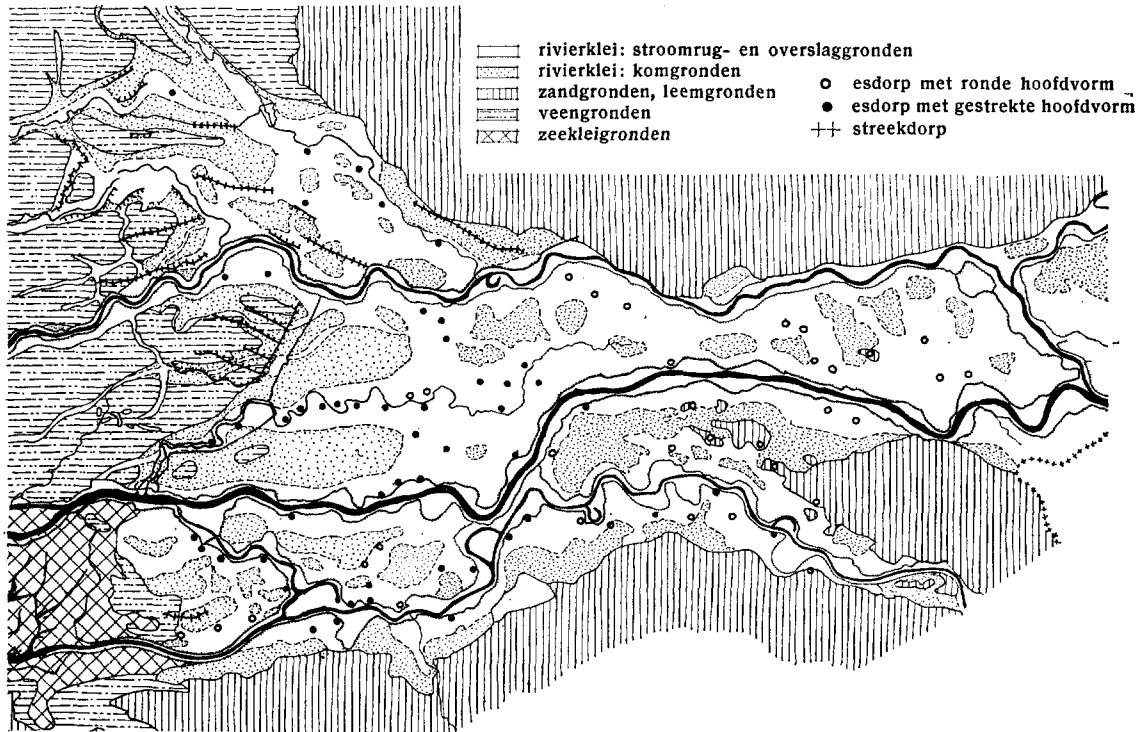 rivierklei: stroomrug- en overslaggronden
rivierklei: komgronden
zandgronden, leemgronden
veengronden
zeekleigronden
esdorp met ronde hoofdvorm
esdorp met gestrekte hoofdvorm
streekdorp